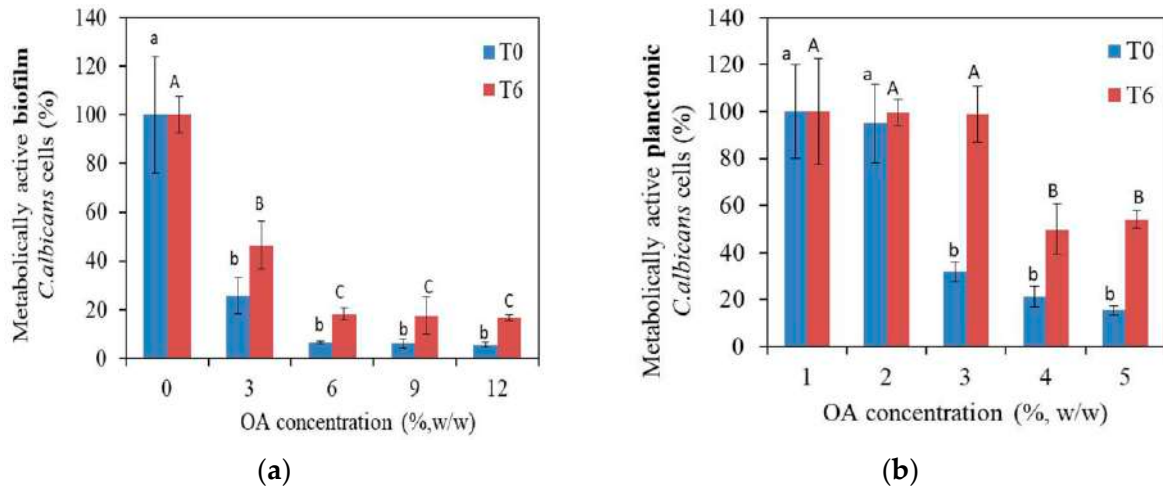 Metabolically active biofilm
C.albicans cells (%)
140
120
100
80
60
40
20
0
a
A
b
B
b
C
b
C
b
C
T0
T6
0 3 6 9 12
OA concentration (%,w/w)
(a)
Metabolically active planctonic
C.albicans cells (%)
140
120
100
80
60
40
20
0
a
A
a
A
b
A
b
B
b
B
T0
T6
1 2 3 4 5
OA concentration (%, w/w)
(b)